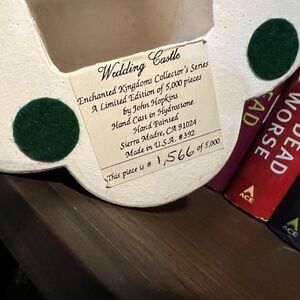 Wedding Castle
Enchanted Kingdoms Collector's Series
A Limited Edition of 5,000 pieces
by John Hopkins
Hand Cast in Hydrostone
Hand Painted
Sierra Madre, CA 91024
Made in U.S.A. #392
This piece is # 1,566 of 5,000
DEAD
WORSE
ACE
DEAD
ACE